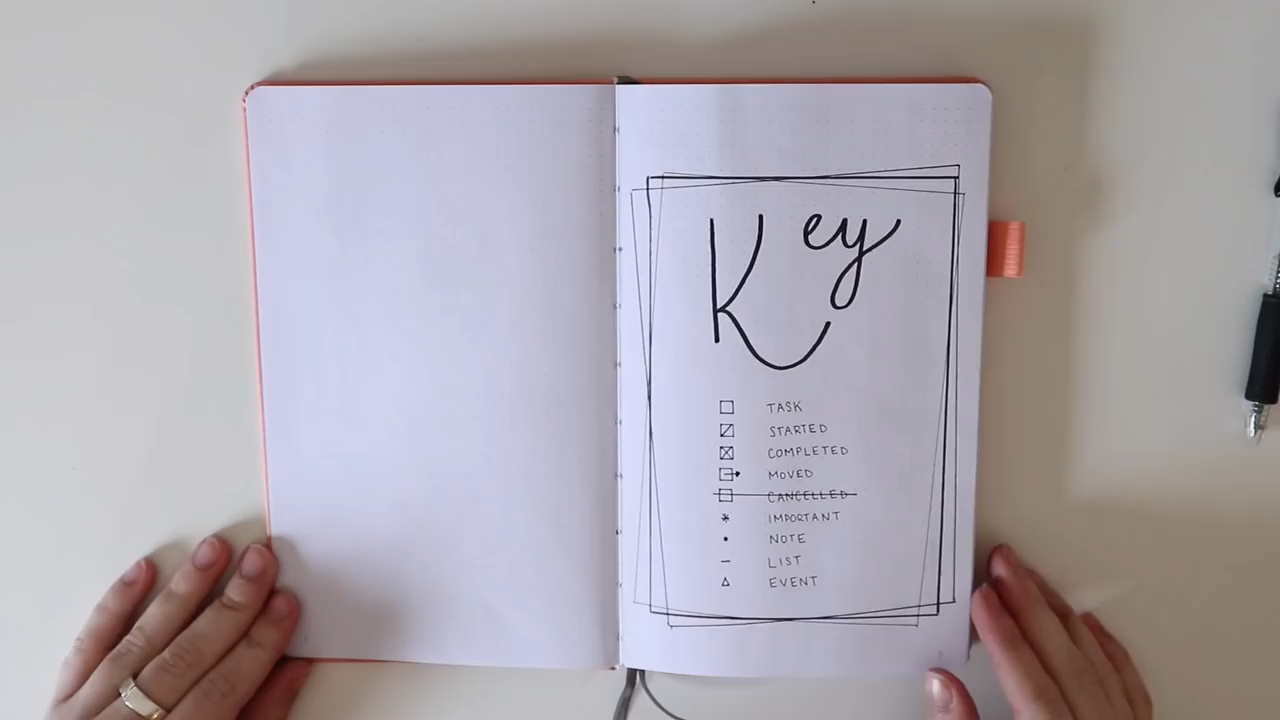 Key
TASK
STARTED
COMPLETED
MOVED
CANCELLED
IMPORTANT
NOTE
LIST
EVENT